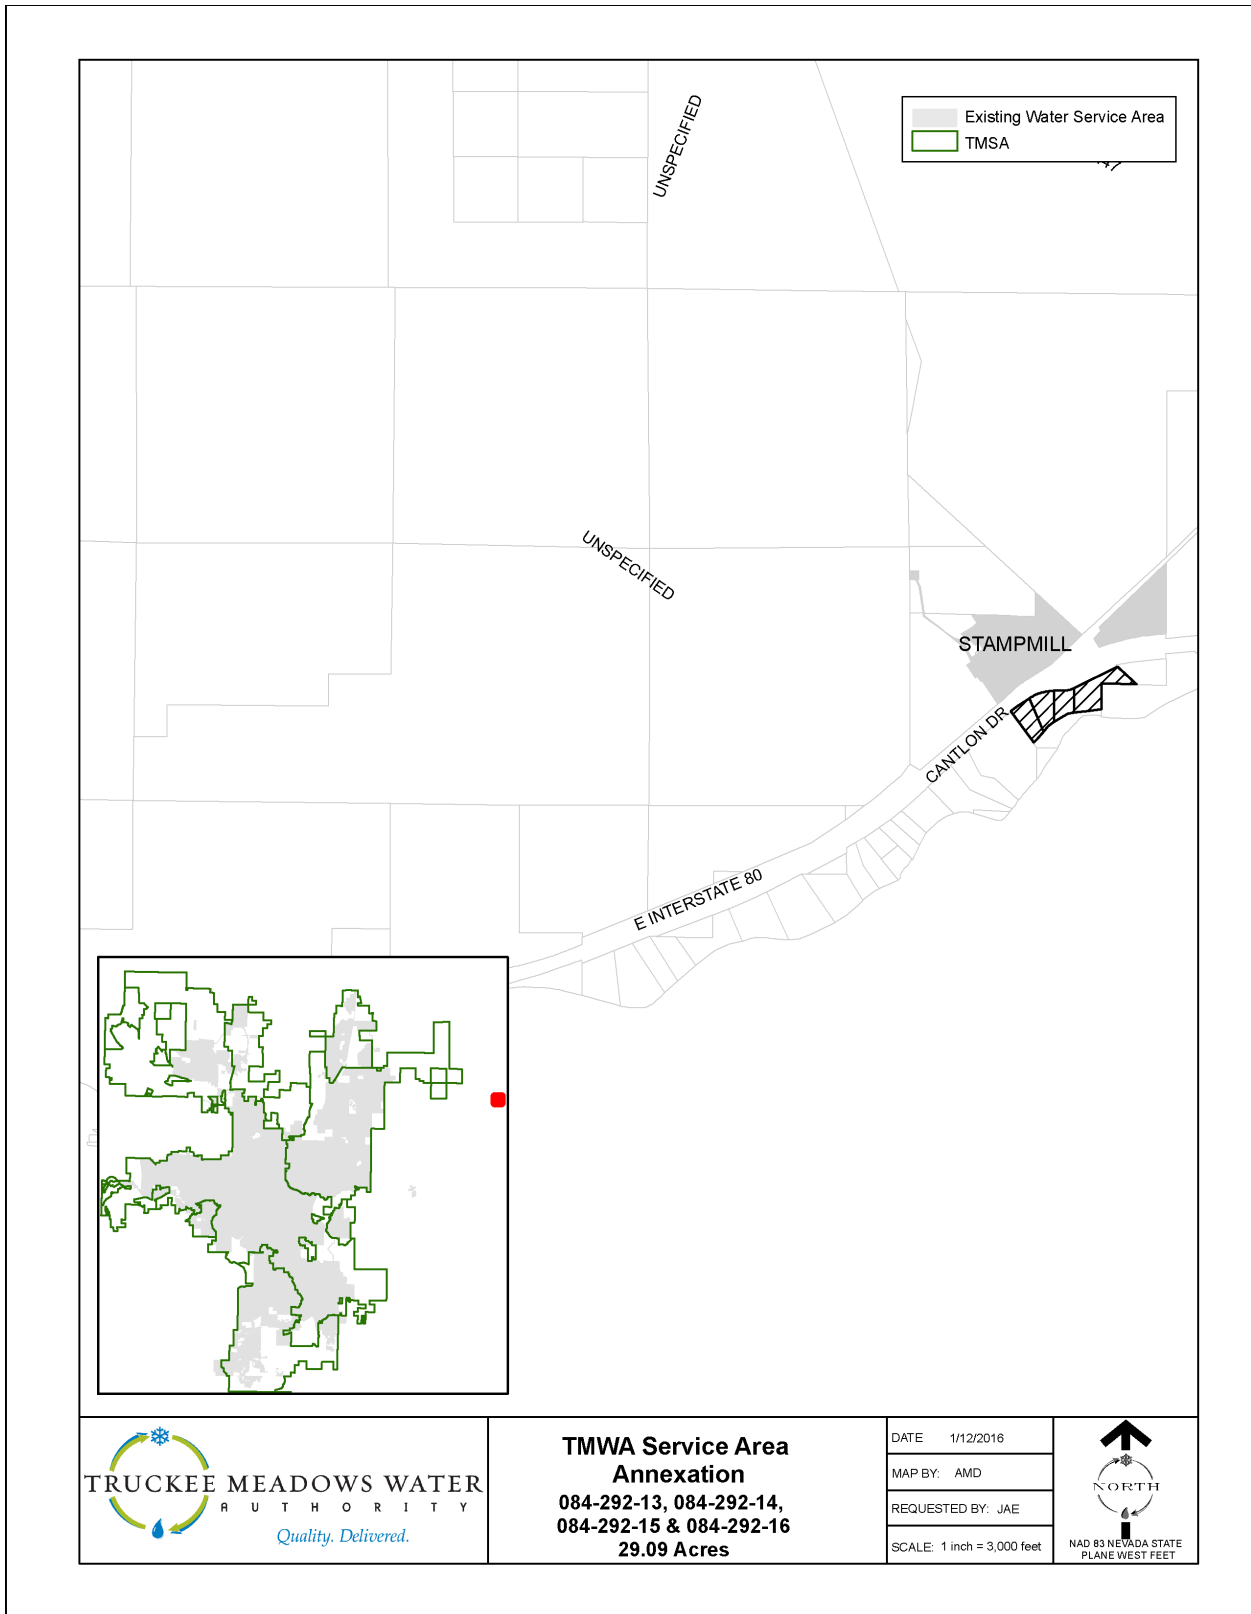 Existing Water Service Area
TMSA
47
UNSPECIFIED
UNSPECIFIED
STAMPMILL
CANTLON DR
E INTERSTATE 80
TRUCKEE MEADOWS WATER
AUTHORITY
Quality. Delivered.
TMWA Service Area
Annexation
084-292-13, 084-292-14,
084-292-15 & 084-292-16
29.09 Acres
DATE 1/12/2016
MAP BY: AMD
REQUESTED BY: JAE
SCALE: 1 inch = 3,000 feet
NORTH
NAD 83 NEVADA STATE
PLANE WEST FEET